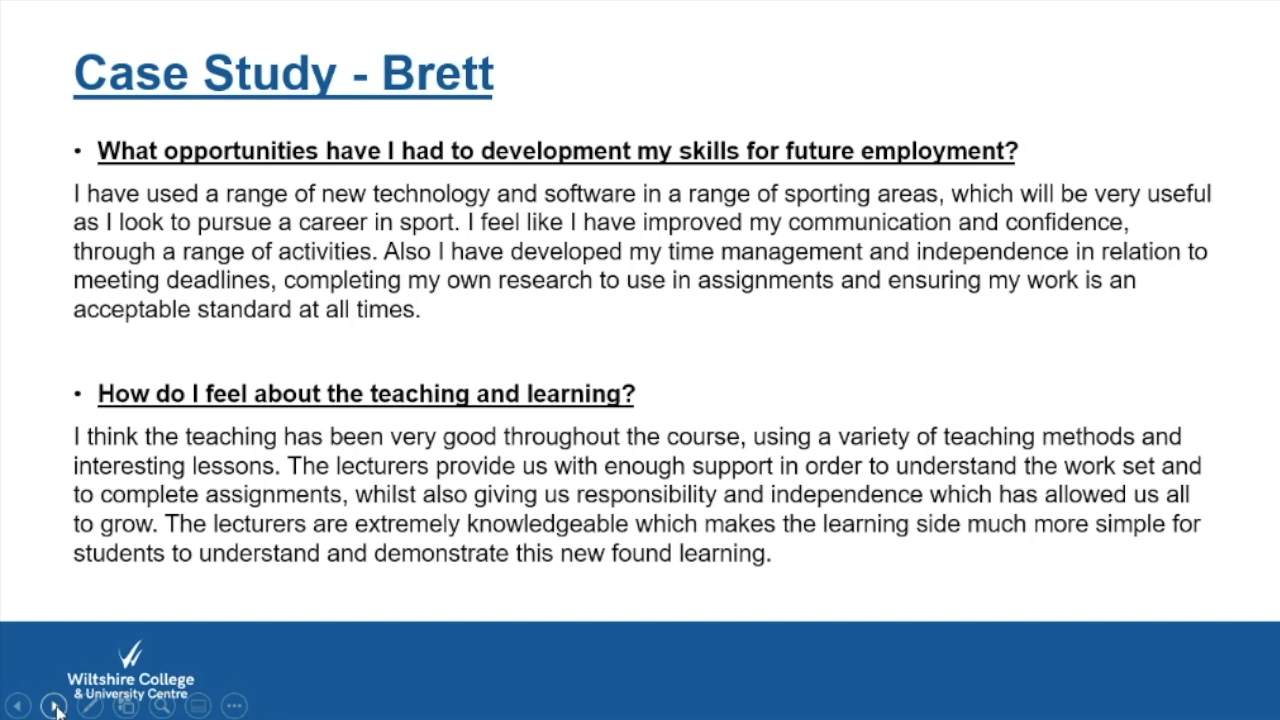 Case Study - Brett
• What opportunities have I had to development my skills for future employment?
I have used a range of new technology and software in a range of sporting areas, which will be very useful
as I look to pursue a career in sport. I feel like I have improved my communication and confidence,
through a range of activities. Also I have developed my time management and independence in relation to
meeting deadlines, completing my own research to use in assignments and ensuring my work is an
acceptable standard at all times.
• How do I feel about the teaching and learning?
I think the teaching has been very good throughout the course, using a variety of teaching methods and
interesting lessons. The lecturers provide us with enough support in order to understand the work set and
to complete assignments, whilst also giving us responsibility and independence which has allowed us all
to grow. The lecturers are extremely knowledgeable which makes the learning side much more simple for
students to understand and demonstrate this new found learning.
Wiltshire College
& University Centre